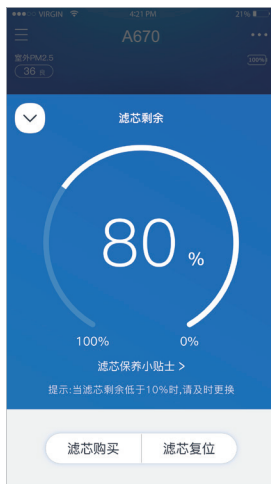 VIRGIN 4:21 PM 21%
A670
室外PM2.5
100%
36 优
滤芯剩余
80 %
100% 0%
滤芯保养小贴士 >
提示:当滤芯剩余低于10%时,请及时更换
滤芯购买 滤芯复位